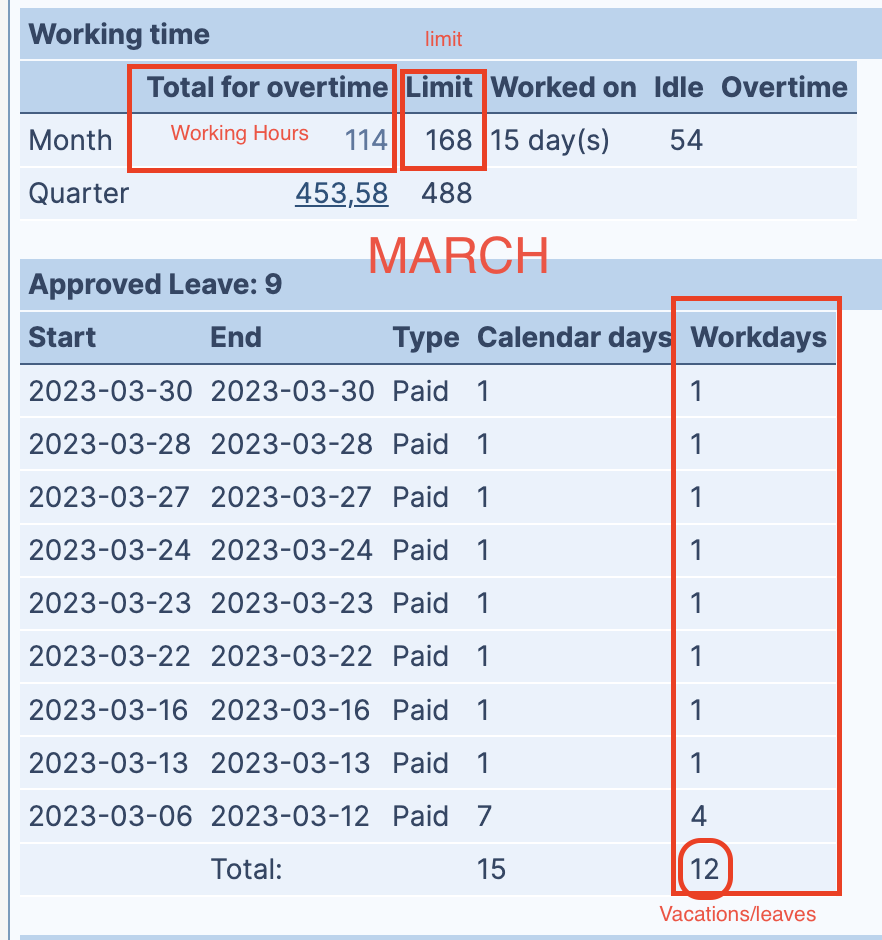 Working time
limit
Total for overtime Limit Worked on Idle Overtime
Month Working Hours 114 168 15 day(s) 54
Quarter 453,58 488
MARCH
Approved Leave: 9
Start End Type Calendar days Workdays
2023-03-30 2023-03-30 Paid 1 1
2023-03-28 2023-03-28 Paid 1 1
2023-03-27 2023-03-27 Paid 1 1
2023-03-24 2023-03-24 Paid 1 1
2023-03-23 2023-03-23 Paid 1 1
2023-03-22 2023-03-22 Paid 1 1
2023-03-16 2023-03-16 Paid 1 1
2023-03-13 2023-03-13 Paid 1 1
2023-03-06 2023-03-12 Paid 7 4
Total: 15 12
Vacations/leaves